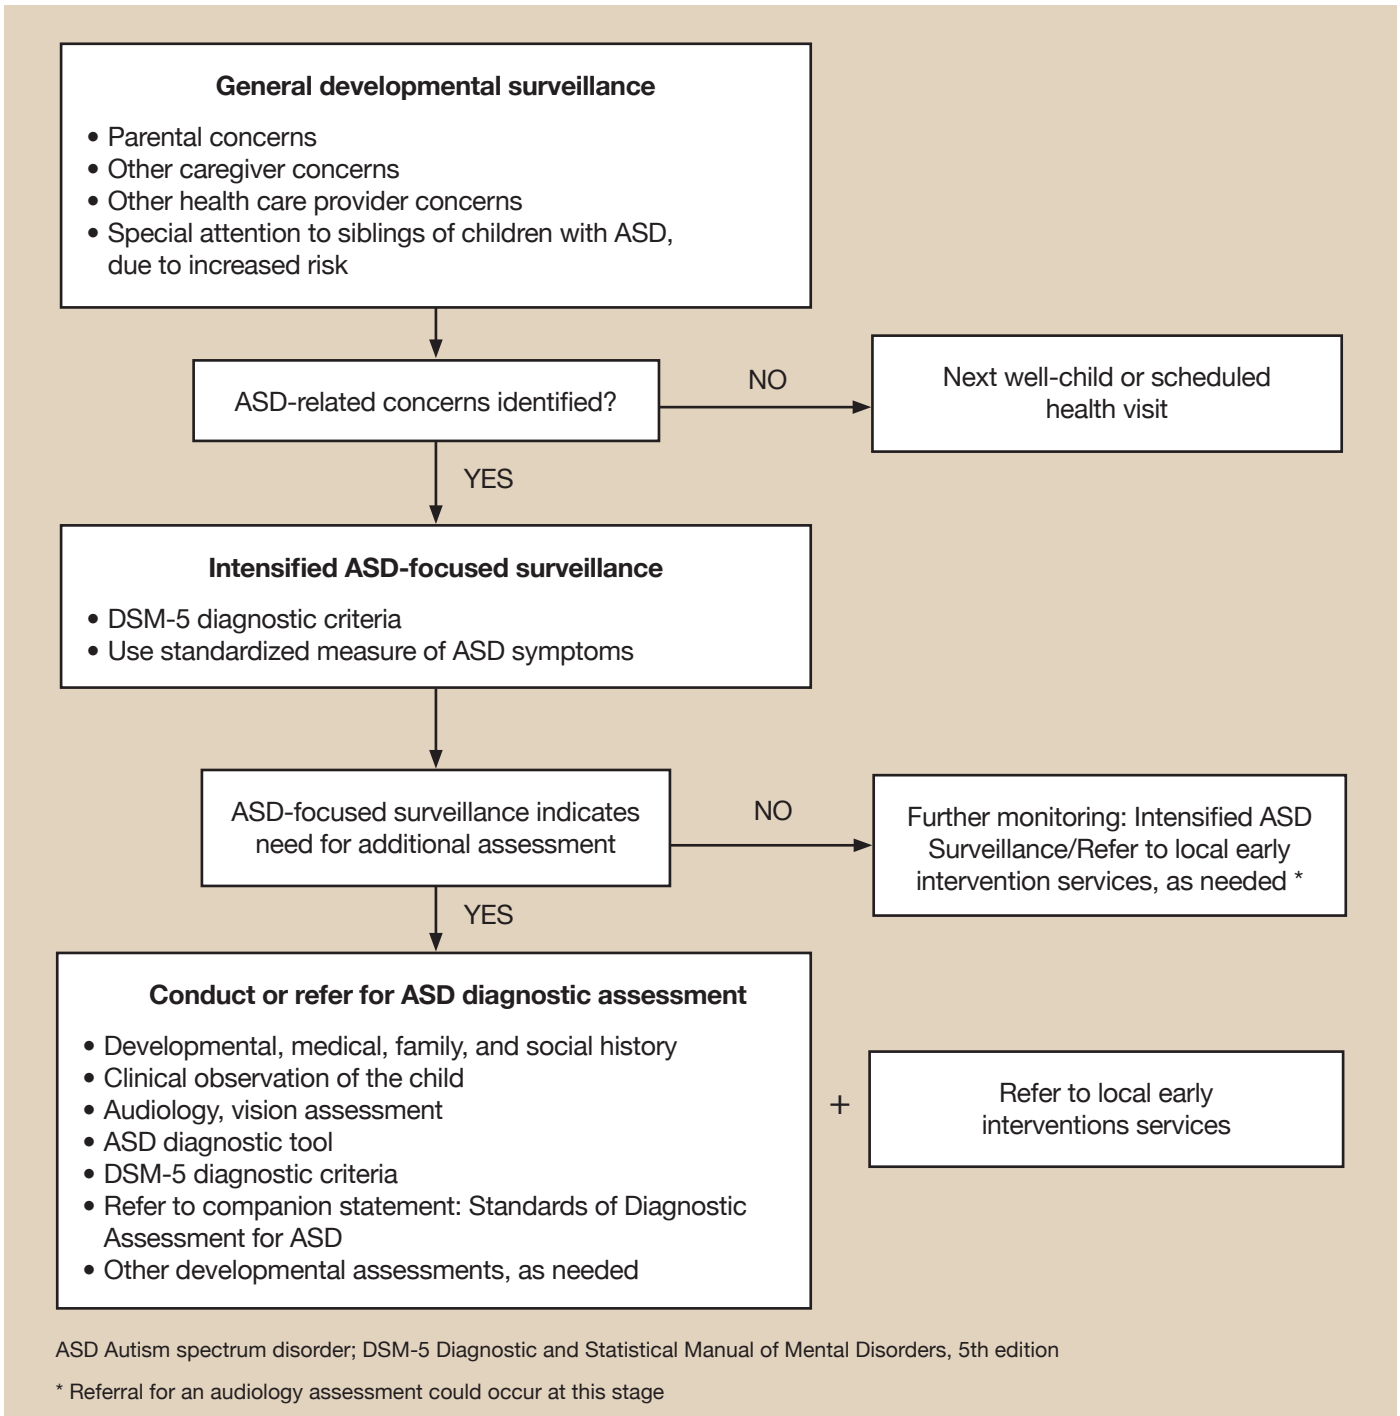 General developmental surveillance
• Parental concerns
• Other caregiver concerns
• Other health care provider concerns
• Special attention to siblings of children with ASD,
due to increased risk
ASD-related concerns identified?
NO
Next well-child or scheduled
health visit
YES
Intensified ASD-focused surveillance
• DSM-5 diagnostic criteria
• Use standardized measure of ASD symptoms
ASD-focused surveillance indicates
need for additional assessment
NO
Further monitoring: Intensified ASD
Surveillance/Refer to local early
intervention services, as needed *
YES
Conduct or refer for ASD diagnostic assessment
• Developmental, medical, family, and social history
• Clinical observation of the child
• Audiology, vision assessment
• ASD diagnostic tool
• DSM-5 diagnostic criteria
• Refer to companion statement: Standards of Diagnostic
Assessment for ASD
• Other developmental assessments, as needed
+
Refer to local early
interventions services
ASD Autism spectrum disorder; DSM-5 Diagnostic and Statistical Manual of Mental Disorders, 5th edition
* Referral for an audiology assessment could occur at this stage